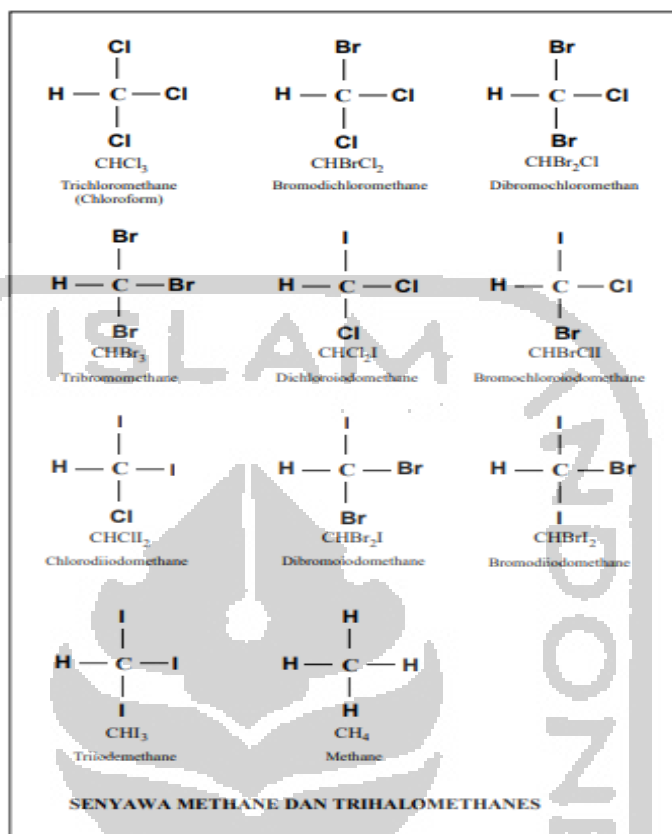 Cl
H — C — Cl
Cl
CHCl₃
Trichloromethane
(Chloroform)
Br
H — C — Cl
Cl
CHBrCl₂
Bromodichloromethane
Br
H — C — Cl
Br
CHBr₂Cl
Dibromochloromethan
Br
H — C — Br
Br
CHBr₃
Tribromomethane
I
H — C — Cl
Cl
CHCl₂I
Dichloroiodomethane
I
H — C — Cl
Br
CHBrClI
Bromochloroiodomethane
I
H — C — I
Cl
CHClI₂
Chlorodiiodomethane
I
H — C — Br
Br
CHBr₂I
Dibromoiodomethane
I
H — C — Br
I
CHBrI₂
Bromodiiodomethane
I
H — C — I
I
CHI₃
Triiodemethane
H
H — C — H
H
CH₄
Methane
SENYAWA METHANE DAN TRIHALOMETHANES
ISLAM
INDONE